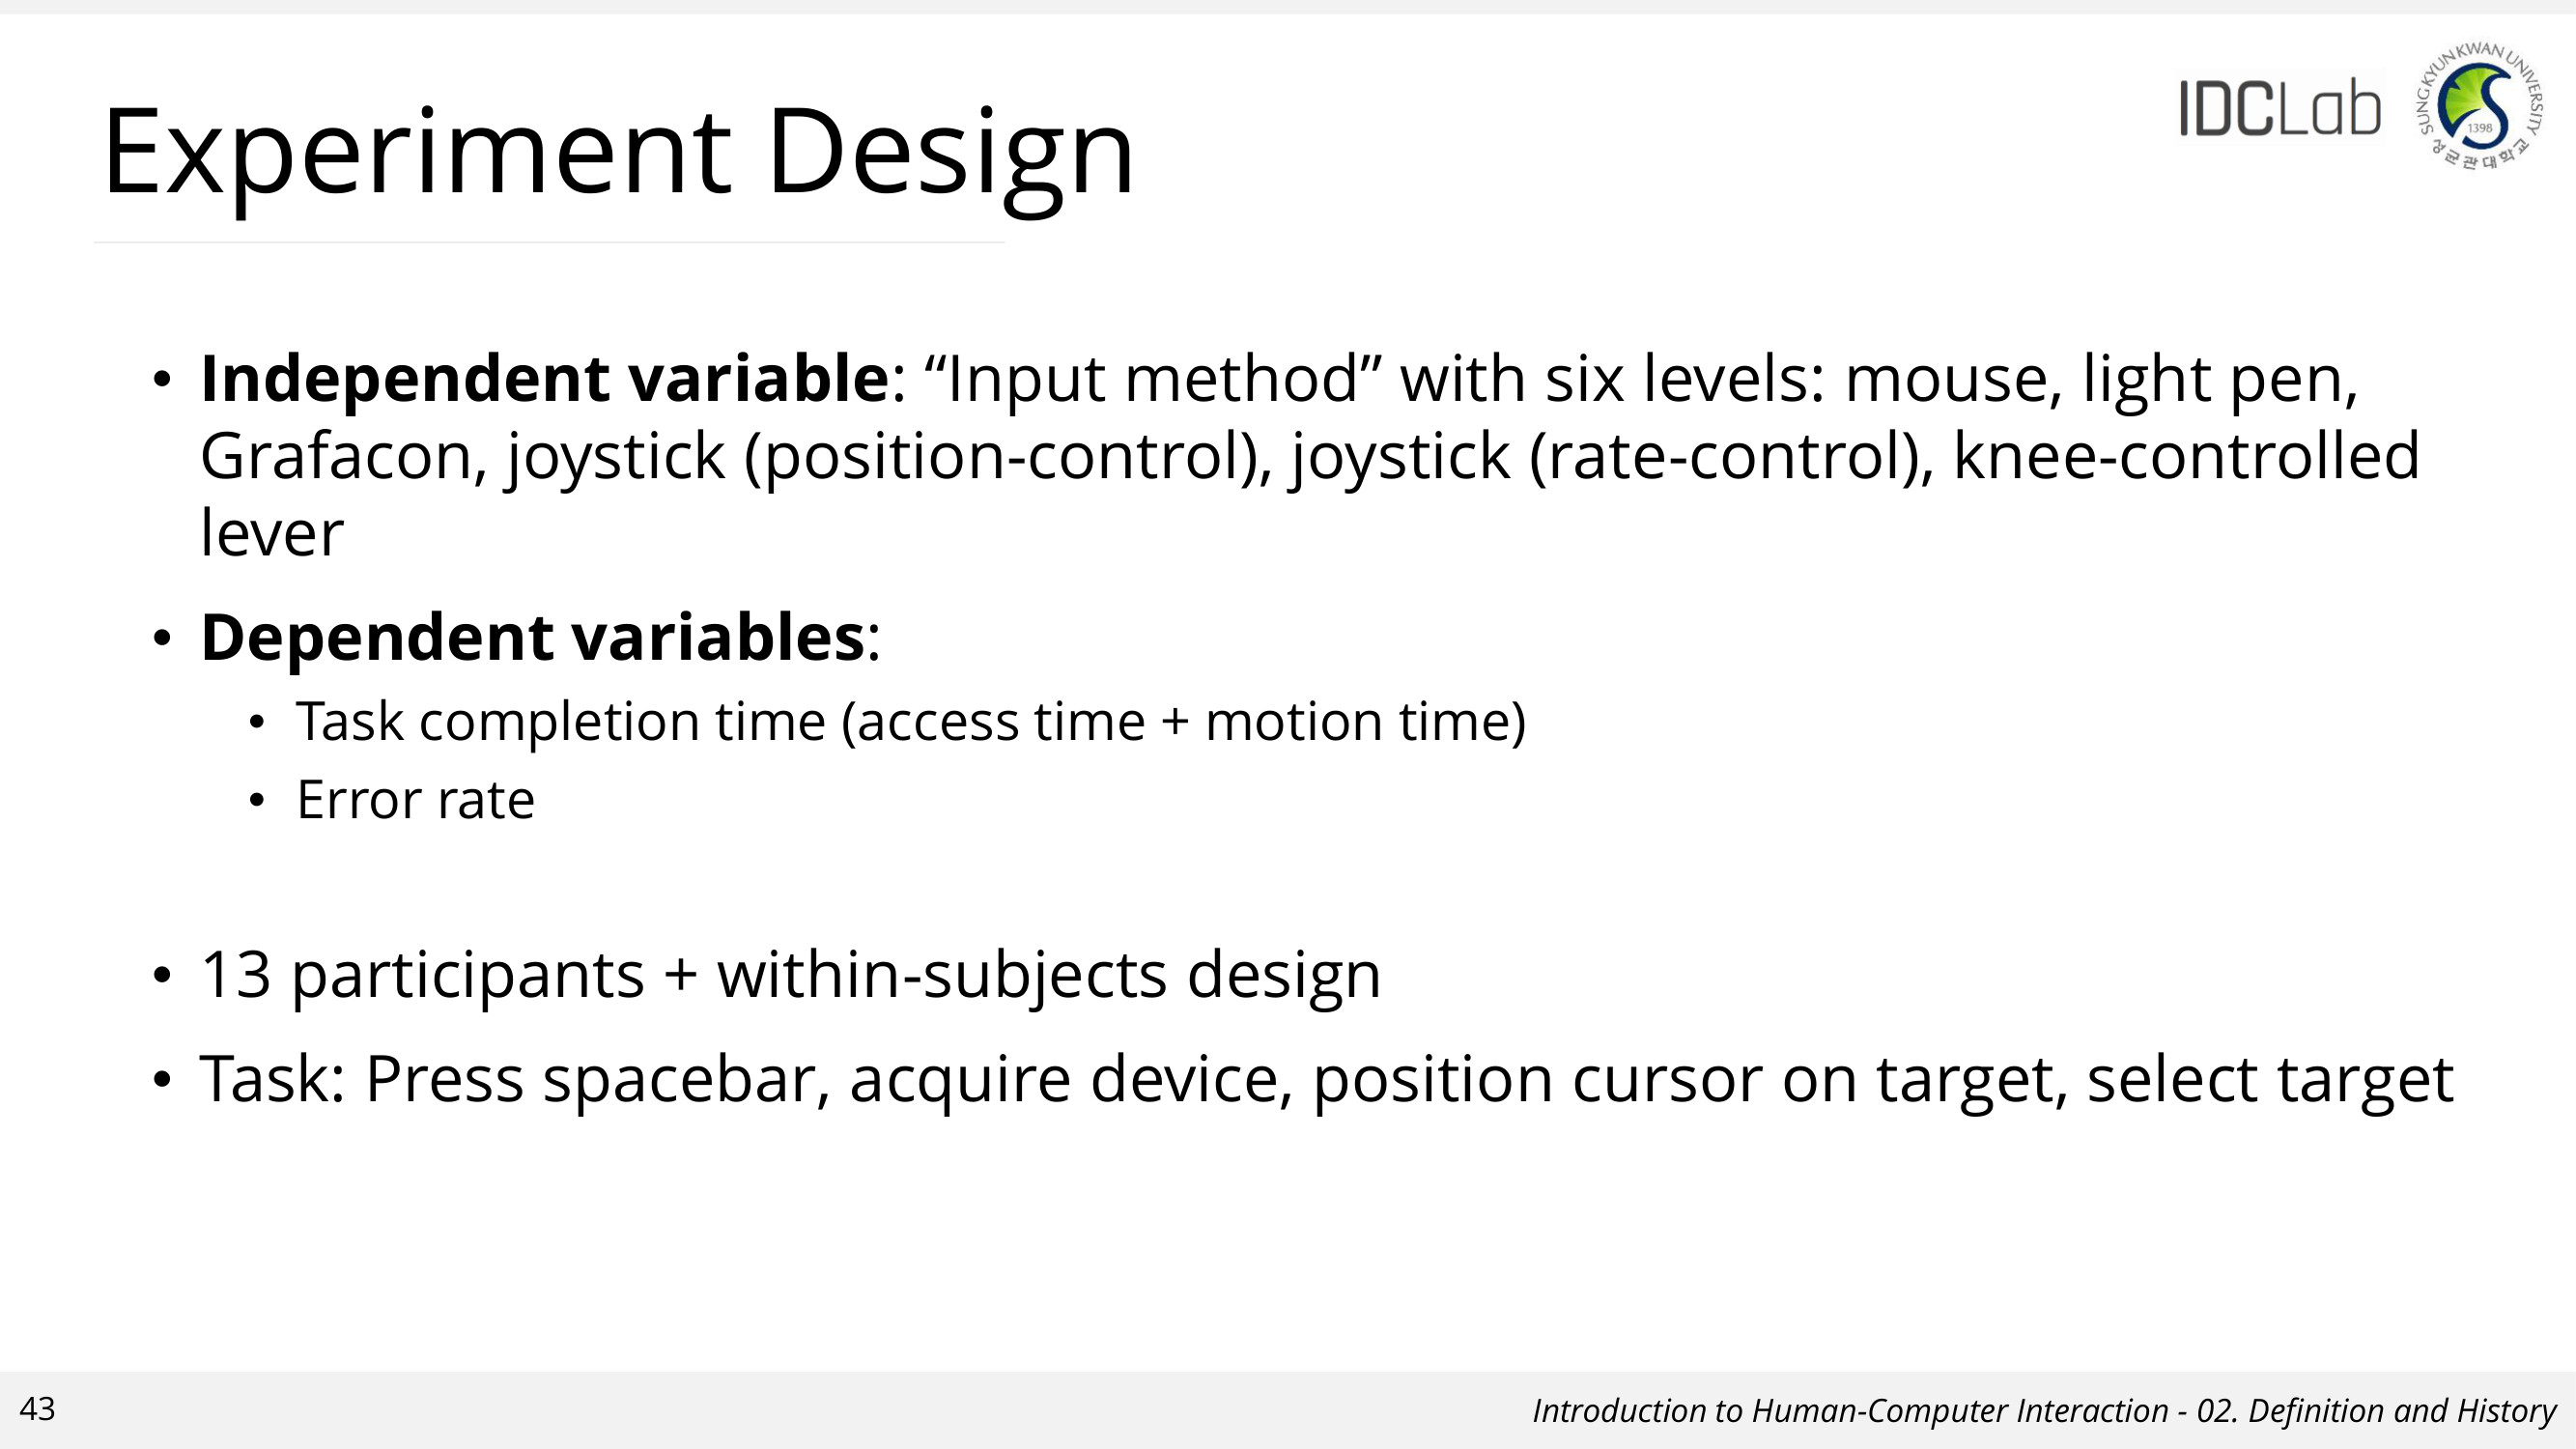 IDCLab
SUNGKYUNKWAN UNIVERSITY
1398
성균관대학교
Experiment Design
• Independent variable: “Input method” with six levels: mouse, light pen,
Grafacon, joystick (position-control), joystick (rate-control), knee-controlled
lever
• Dependent variables:
• Task completion time (access time + motion time)
• Error rate
• 13 participants + within-subjects design
• Task: Press spacebar, acquire device, position cursor on target, select target
43
Introduction to Human-Computer Interaction - 02. Definition and History